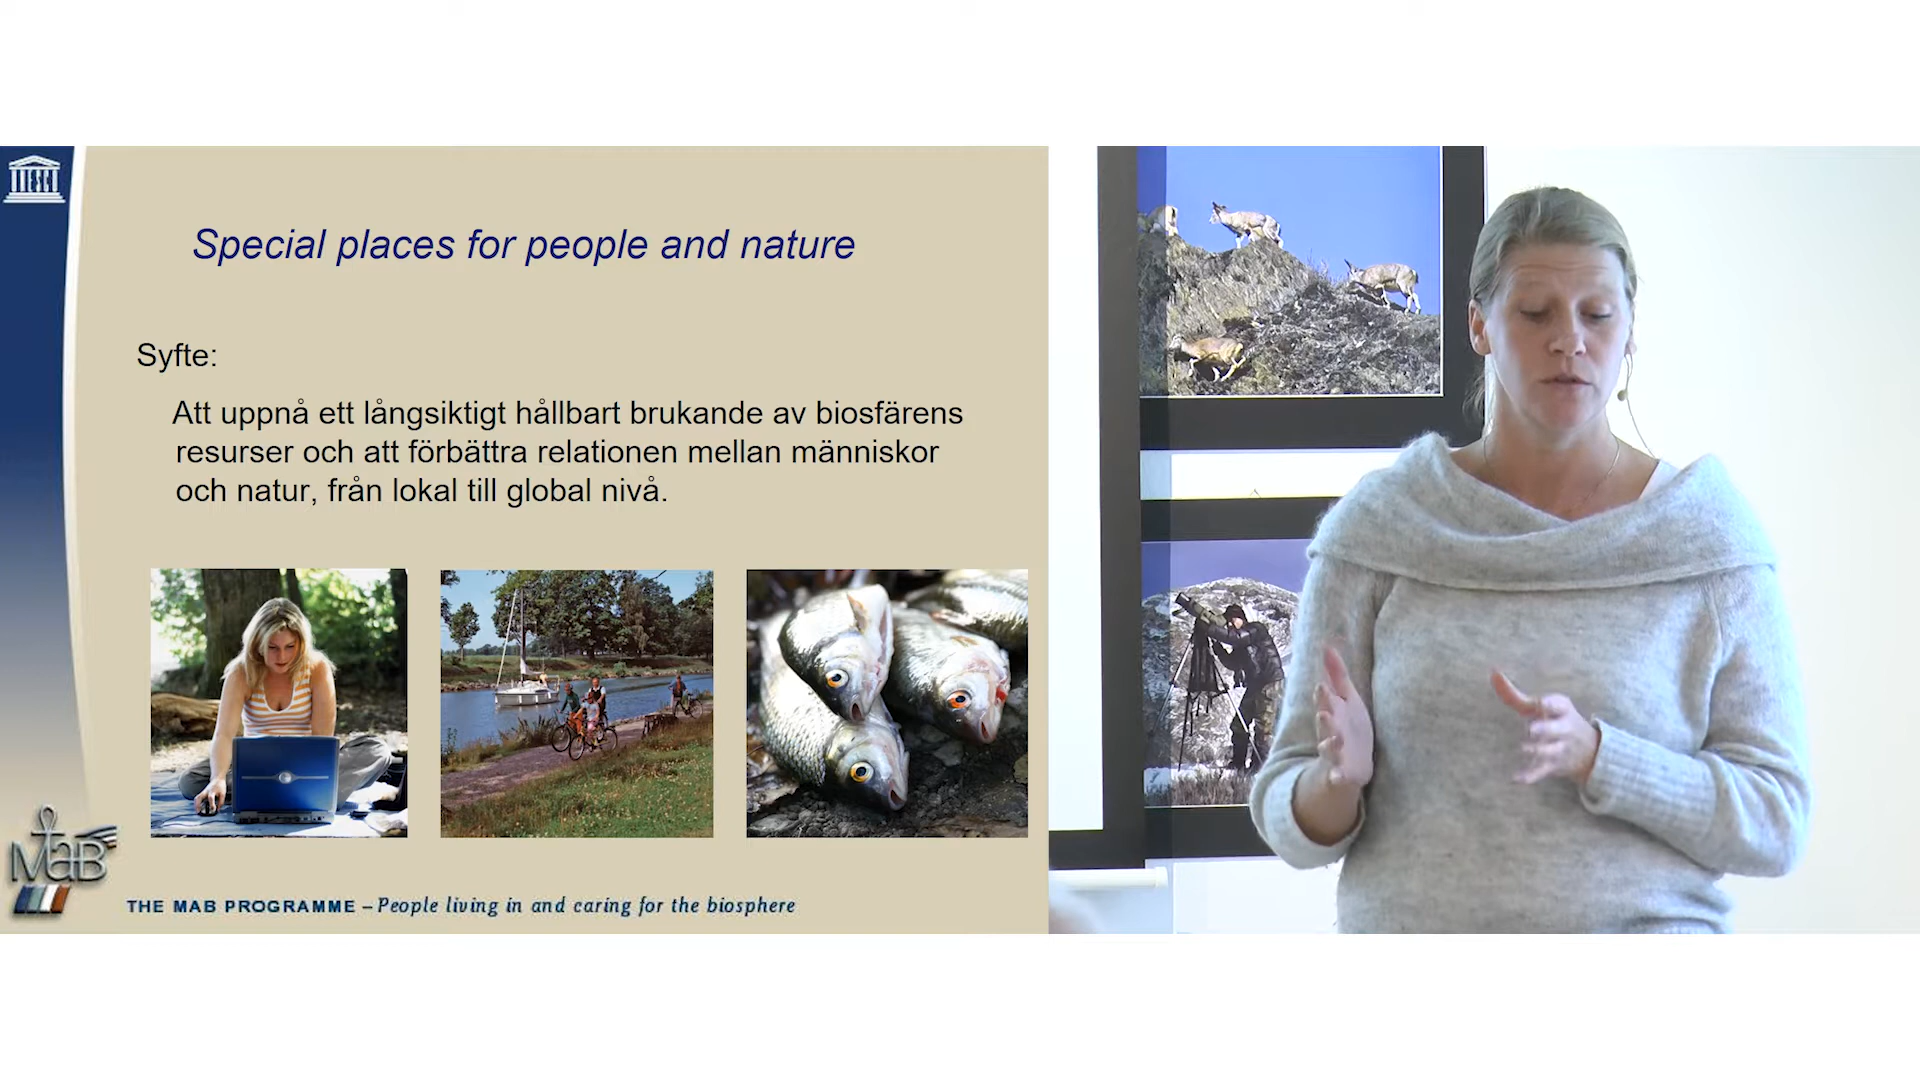 UNESCO
Special places for people and nature
Syfte:
Att uppnå ett långsiktigt hållbart brukande av biosfärens
resurser och att förbättra relationen mellan människor
och natur, från lokal till global nivå.
MaB
THE MAB PROGRAMME – People living in and caring for the biosphere